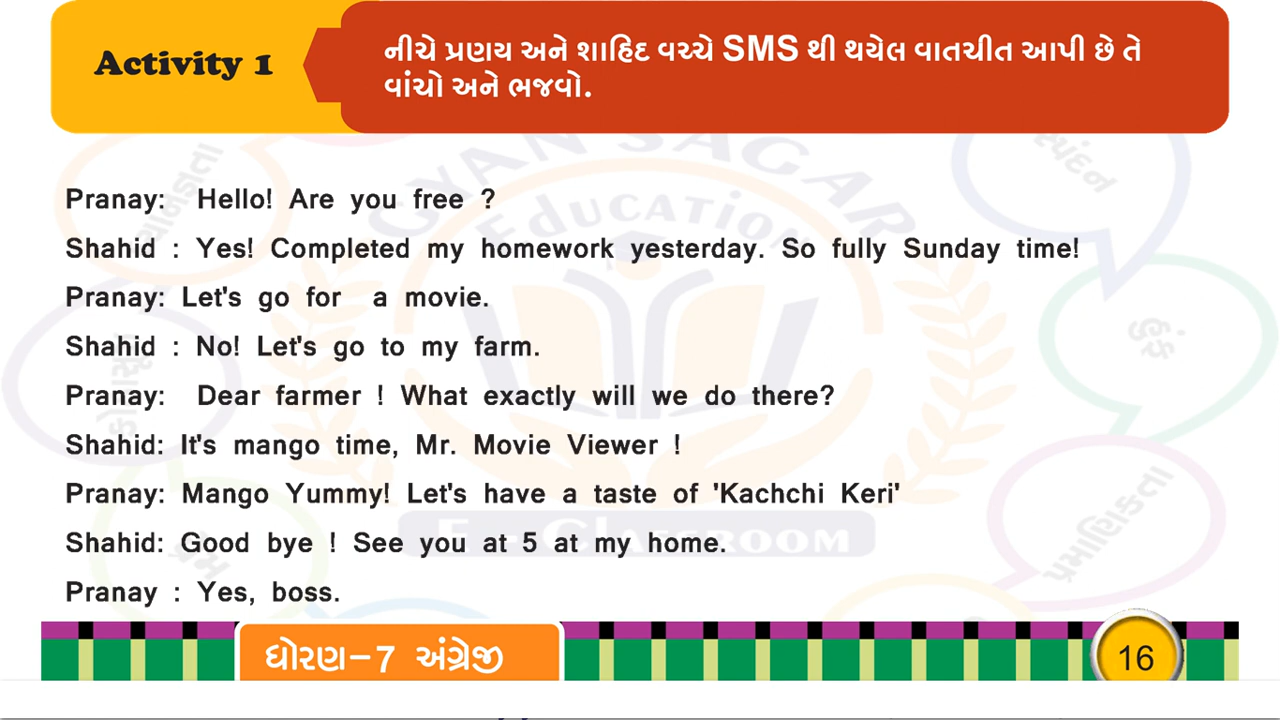 Activity 1
નીચે પ્રણય અને શાહિદ વચ્ચે SMS થી થયેલ વાતચીત આપી છે તે
વાંચો અને ભજવો.
GYAN SAGAR
EDUCATION
Pranay: Hello! Are you free ?
Shahid : Yes! Completed my homework yesterday. So fully Sunday time!
Pranay: Let's go for a movie.
Shahid : No! Let's go to my farm.
Pranay: Dear farmer ! What exactly will we do there?
Shahid: It's mango time, Mr. Movie Viewer !
Pranay: Mango Yummy! Let's have a taste of 'Kachchi Keri'
E - CLASSROOM
Shahid: Good bye ! See you at 5 at my home.
Pranay : Yes, boss.
ધોરણ-7 અંગ્રેજી
16